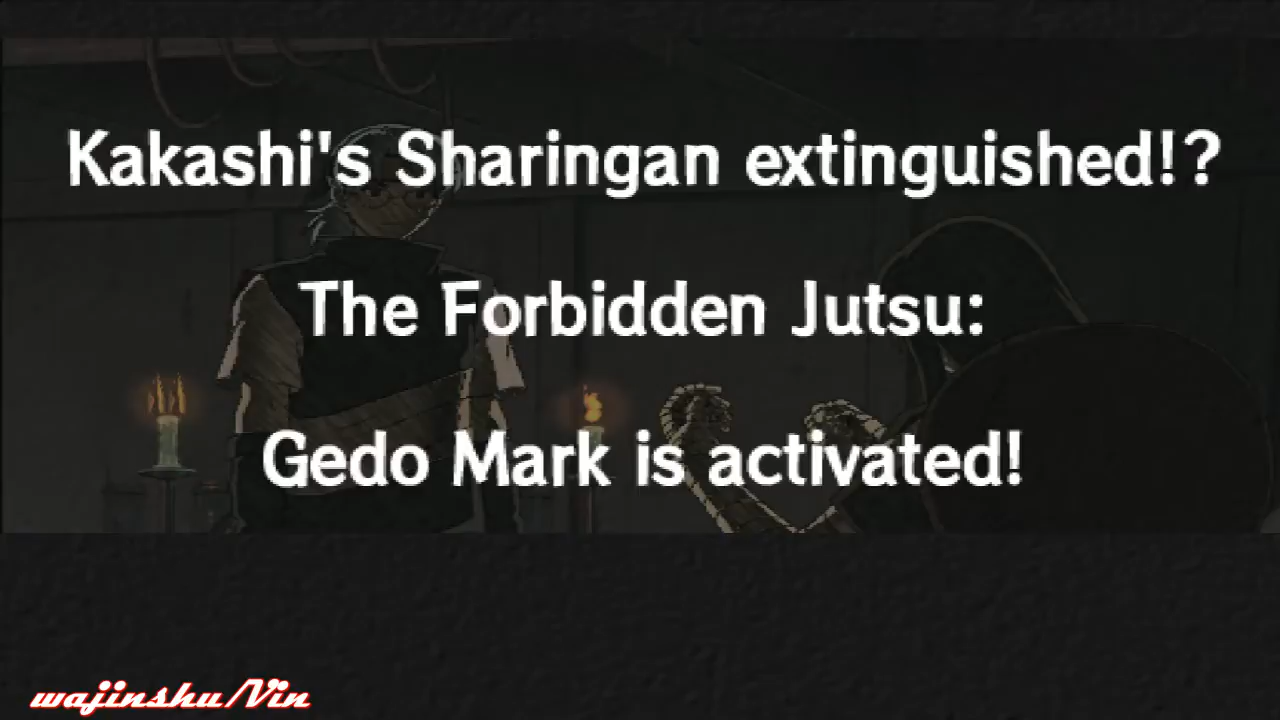 Kakashi's Sharingan extinguished!?
The Forbidden Jutsu:
Gedo Mark is activated!
wajinshu/Vin